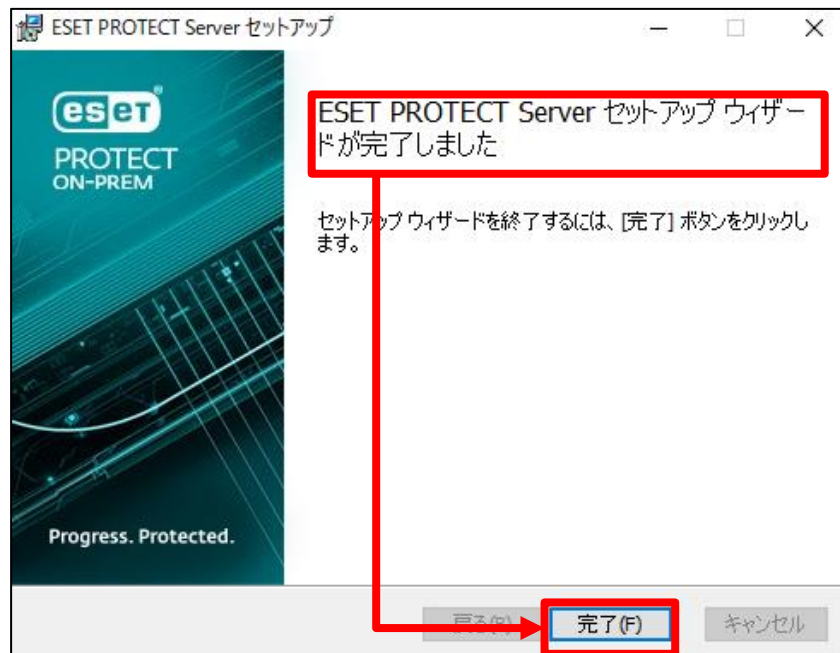 ESET PROTECT Server セットアップ
eset
PROTECT
ON-PREM
ESET PROTECT Server セットアップ ウィザー
ドが完了しました
セットアップ ウィザードを終了するには、[完了] ボタンをクリックし
ます。
Progress. Protected.
戻る(B) 完了(F) キャンセル